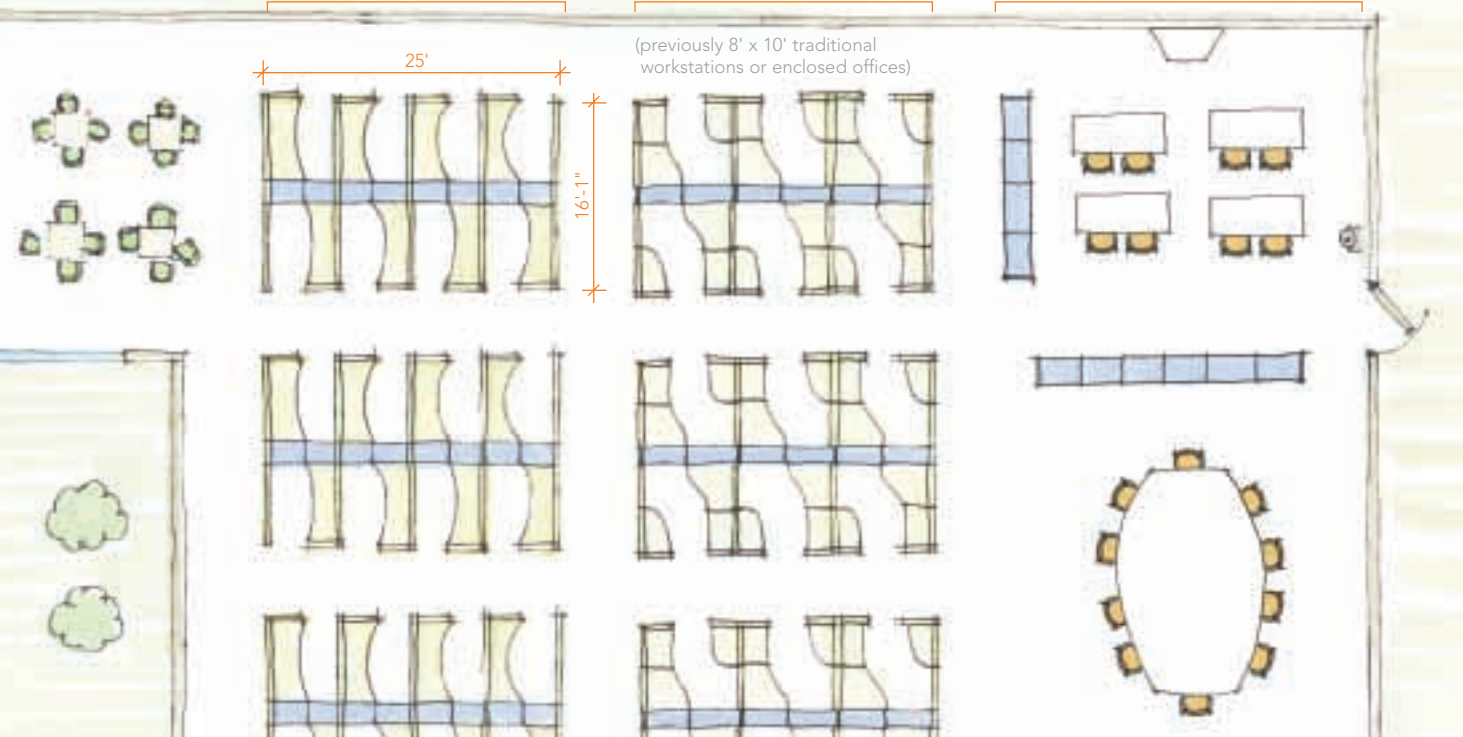 (previously 8' x 10' traditional
workstations or enclosed offices)
25'
16'-1"